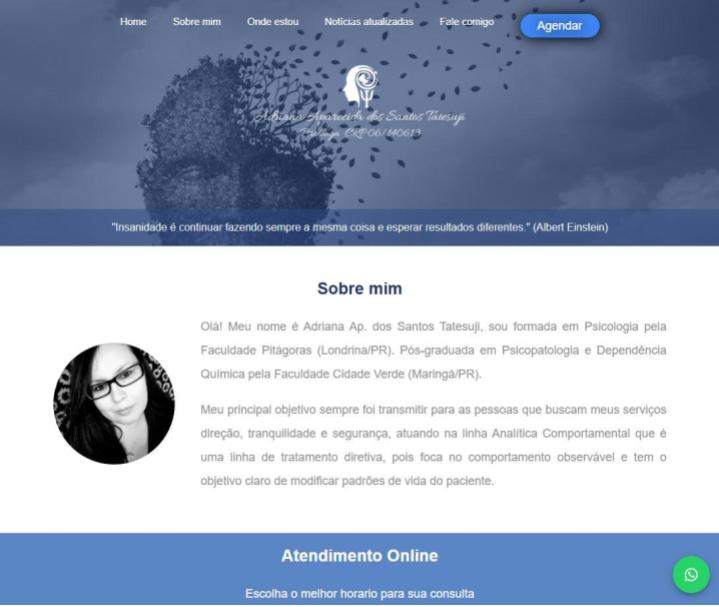 Home Sobre mim Onde estou Notícias atualizadas Fale comigo Agendar
Adriana Aparecida dos Santos Tatesuji
Psicóloga CRP 06/140613
"Insanidade é continuar fazendo sempre a mesma coisa e esperar resultados diferentes." (Albert Einstein)
Sobre mim
Olá! Meu nome é Adriana Ap. dos Santos Tatesuji, sou formada em Psicologia pela
Faculdade Pitágoras (Londrina/PR). Pós-graduada em Psicopatologia e Dependência
Química pela Faculdade Cidade Verde (Maringá/PR).
Meu principal objetivo sempre foi transmitir para as pessoas que buscam meus serviços
direção, tranquilidade e segurança, atuando na linha Analítica Comportamental que é
uma linha de tratamento diretiva, pois foca no comportamento observável e tem o
objetivo claro de modificar padrões de vida do paciente.
Atendimento Online
Escolha o melhor horario para sua consulta